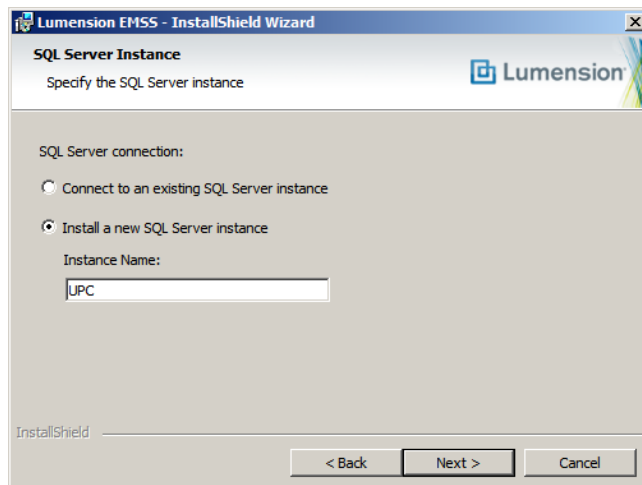 Lumension EMSS - InstallShield Wizard
SQL Server Instance
Specify the SQL Server instance
Lumension
SQL Server connection:
Connect to an existing SQL Server instance
Install a new SQL Server instance
Instance Name:
UPC
InstallShield
< Back Next > Cancel